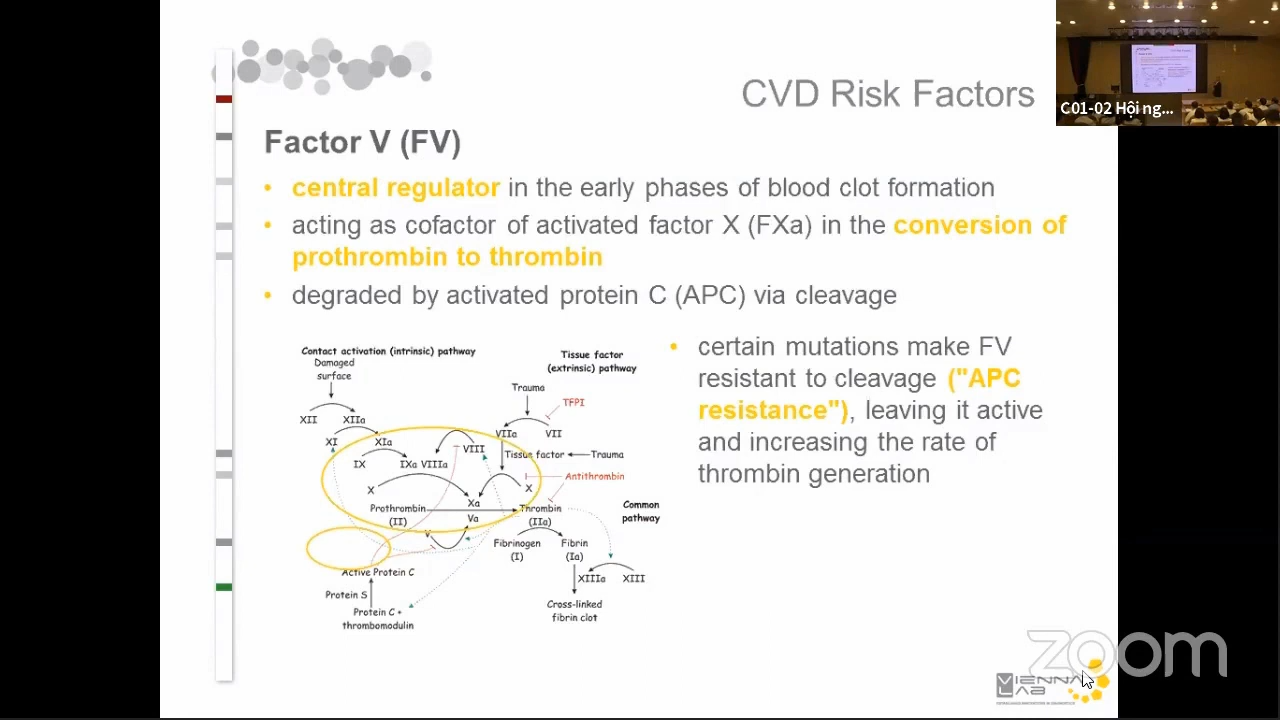 C01-02 Hội ng...
CVD Risk Factors
Factor V (FV)
• central regulator in the early phases of blood clot formation
• acting as cofactor of activated factor X (FXa) in the conversion of
prothrombin to thrombin
• degraded by activated protein C (APC) via cleavage
• certain mutations make FV
resistant to cleavage ("APC
resistance"), leaving it active
and increasing the rate of
thrombin generation
Contact activation (intrinsic) pathway
Damaged
surface
Tissue factor
(extrinsic) pathway
Trauma
TFPI
XII XIIa
VIIa VII
XI XIa
VIII
Tissue factor Trauma
IX IXa VIIIa
Antithrombin
X X
Xa
Prothrombin
(II)
Va
Thrombin
(IIa)
Common
pathway
V
Fibrinogen
(I)
Fibrin
(Ia)
Active Protein C
XIIIa XIII
Protein S
Protein C +
thrombomodulin
Cross-linked
fibrin clot
zoom
VIENNA
LAB